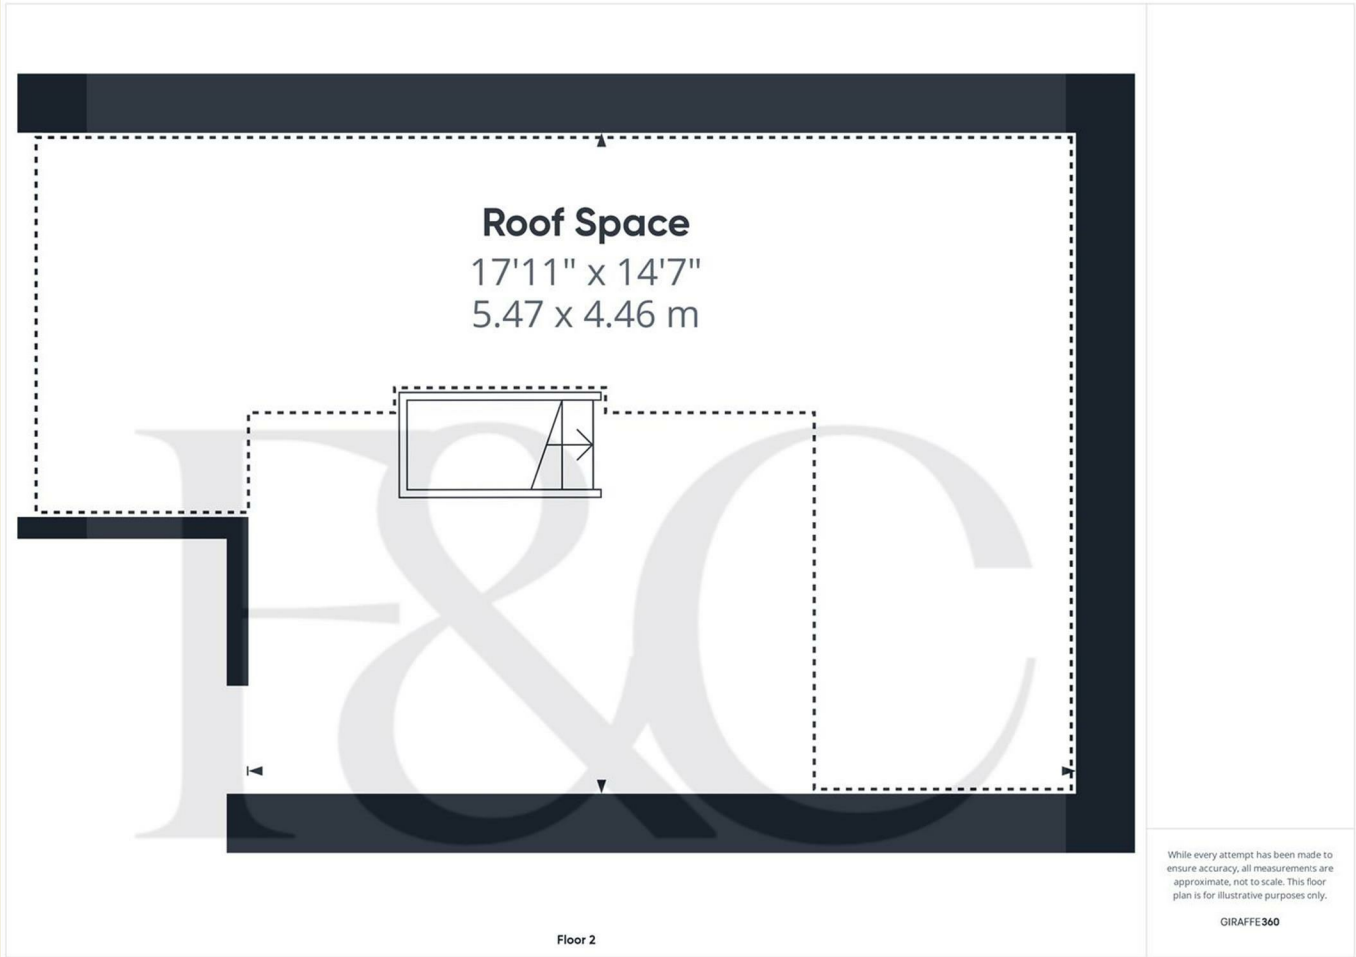 Roof Space
17'11" x 14'7"
5.47 x 4.46 m
F&C
While every attempt has been made to
ensure accuracy, all measurements are
approximate, not to scale. This floor
plan is for illustrative purposes only.
GIRAFFE360
Floor 2